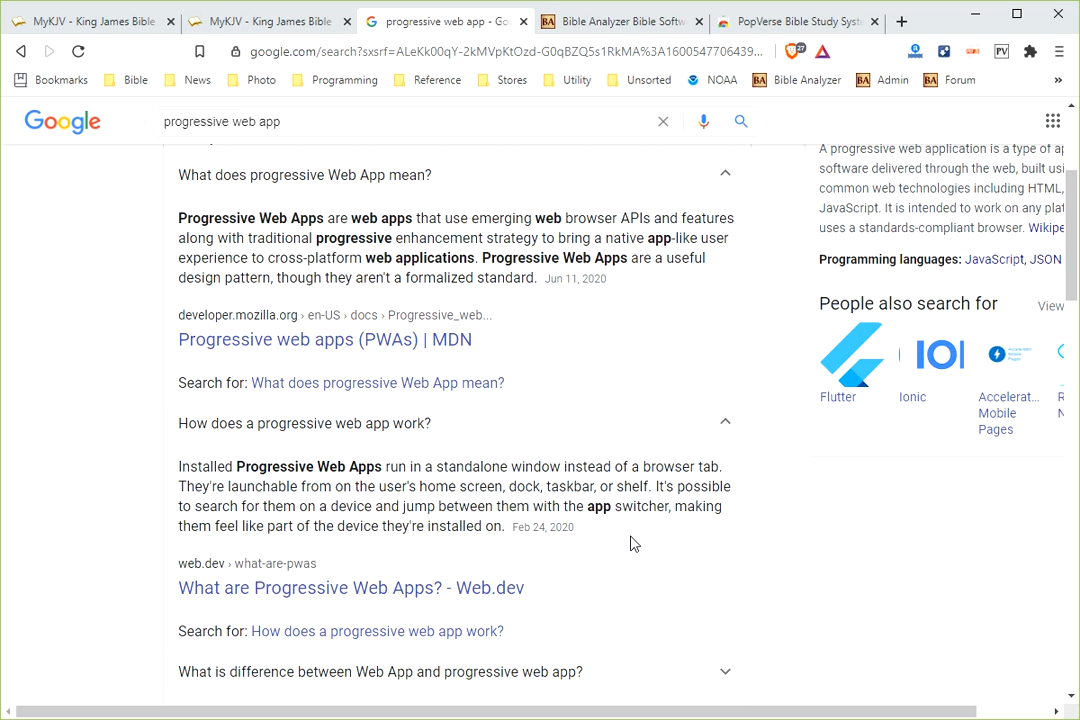 MyKJV - King James Bible
MyKJV - King James Bible
progressive web app - Go
BA Bible Analyzer Bible Softw
PopVerse Bible Study Syst
google.com/search?sxsrf=ALeKk00qY-2kMVpKtOzd-G0qBZQ5s1RkMA%3A1600547706439...
27
PV
Bookmarks
Bible
News
Photo
Programming
Reference
Stores
Utility
Unsorted
NOAA
BA Bible Analyzer
BA Admin
BA Forum
»
Google
progressive web app
What does progressive Web App mean?
Progressive Web Apps are web apps that use emerging web browser APIs and features
along with traditional progressive enhancement strategy to bring a native app-like user
experience to cross-platform web applications. Progressive Web Apps are a useful
design pattern, though they aren't a formalized standard. Jun 11, 2020
developer.mozilla.org › en-US › docs › Progressive_web...
Progressive web apps (PWAs) | MDN
Search for: What does progressive Web App mean?
How does a progressive web app work?
Installed Progressive Web Apps run in a standalone window instead of a browser tab.
They're launchable from on the user's home screen, dock, taskbar, or shelf. It's possible
to search for them on a device and jump between them with the app switcher, making
them feel like part of the device they're installed on. Feb 24, 2020
web.dev › what-are-pwas
What are Progressive Web Apps? - Web.dev
Search for: How does a progressive web app work?
What is difference between Web App and progressive web app?
A progressive web application is a type of ap
software delivered through the web, built usi
common web technologies including HTML,
JavaScript. It is intended to work on any plat
uses a standards-compliant browser. Wikipe
Programming languages: JavaScript, JSON
People also search for
View
Flutter
Ionic
Accelerat...
Mobile
Pages
R
N